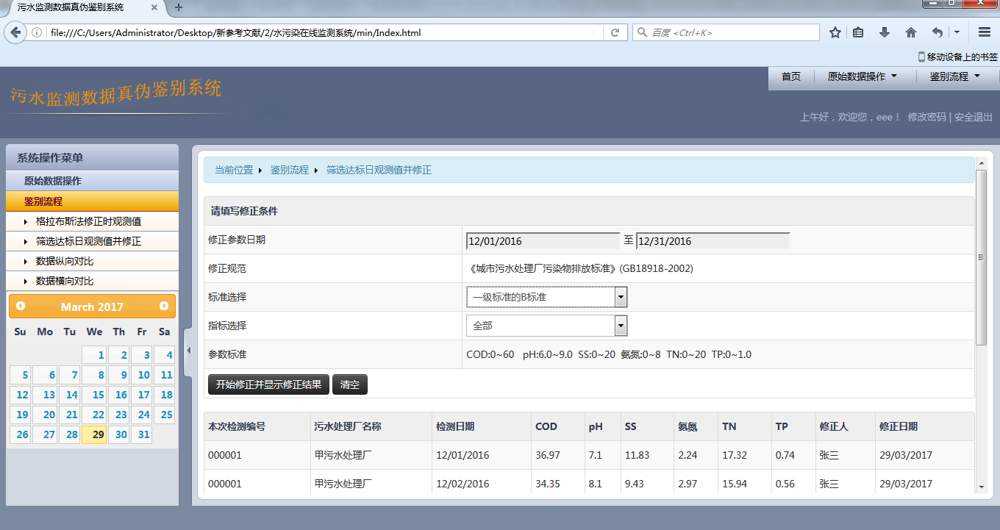 污水监测数据真伪鉴别系统
file:///C:/Users/Administrator/Desktop/新参考文献/2/水污染在线监测系统/min/Index.html
百度 <Ctrl+K>
移动设备上的书签
污水监测数据真伪鉴别系统
首页 原始数据操作 鉴别流程
上午好，欢迎您，eee！ 修改密码 | 安全退出
系统操作菜单
原始数据操作
鉴别流程
格拉布斯法修正时观测值
筛选达标日观测值并修正
数据纵向对比
数据横向对比
March 2017
Su Mo Tu We Th Fr Sa
1 2 3 4
5 6 7 8 9 10 11
12 13 14 15 16 17 18
19 20 21 22 23 24 25
26 27 28 29 30 31
当前位置 鉴别流程 筛选达标日观测值并修正
请填写修正条件
修正参数日期 12/01/2016 至 12/31/2016
修正规范 《城市污水处理厂污染物排放标准》(GB18918-2002)
标准选择 一级标准的B标准
指标选择 全部
参数标准 COD:0~60 pH:6.0~9.0 SS:0~20 氨氮:0~8 TN:0~20 TP:0~1.0
开始修正并显示修正结果 清空
本次检测编号 污水处理厂名称 检测日期 COD pH SS 氨氮 TN TP 修正人 修正日期
000001 甲污水处理厂 12/01/2016 36.97 7.1 11.83 2.24 17.32 0.74 张三 29/03/2017
000001 甲污水处理厂 12/02/2016 34.35 8.1 9.43 2.97 15.94 0.56 张三 29/03/2017